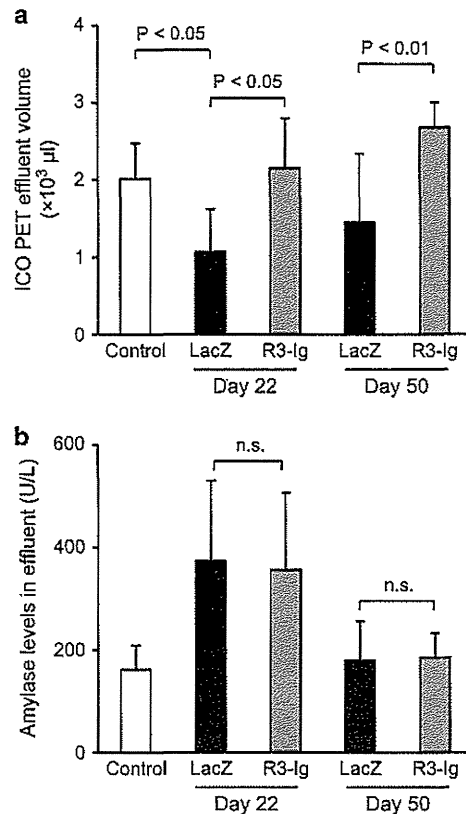 a
P < 0.05
P < 0.05
P < 0.01
ICO PET effluent volume
(×10³ µl)
4
3
2
1
0
Control
LacZ
R3-Ig
LacZ
R3-Ig
Day 22
Day 50
b
Amylase levels in effluent (U/L)
600
400
200
0
n.s.
n.s.
Control
LacZ
R3-Ig
LacZ
R3-Ig
Day 22
Day 50